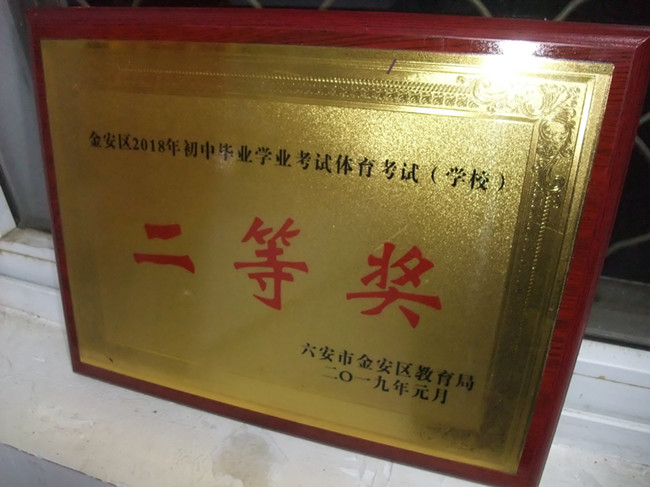 金安区2018年初中毕业学业考试体育考试（学校）
二等奖
六安市金安区教育局
二〇一九年元月